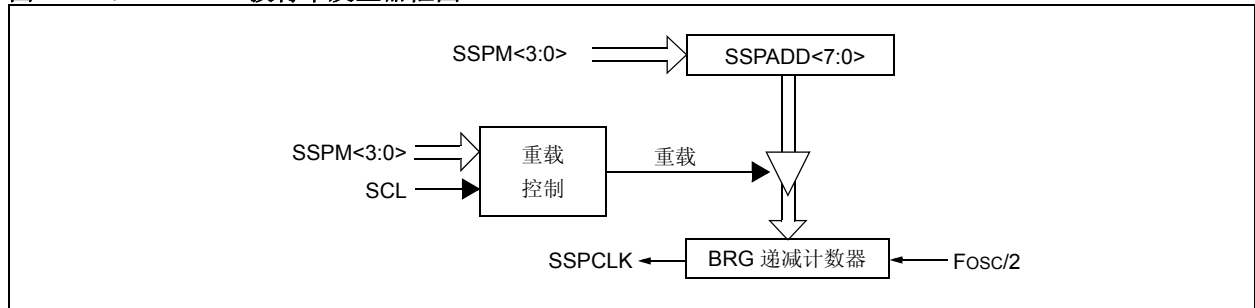 SSPM<3:0>
SSPADD<7:0>
SSPM<3:0>
SCL
重载
控制
重载
SSPCLK
BRG 递减计数器
FOSC/2